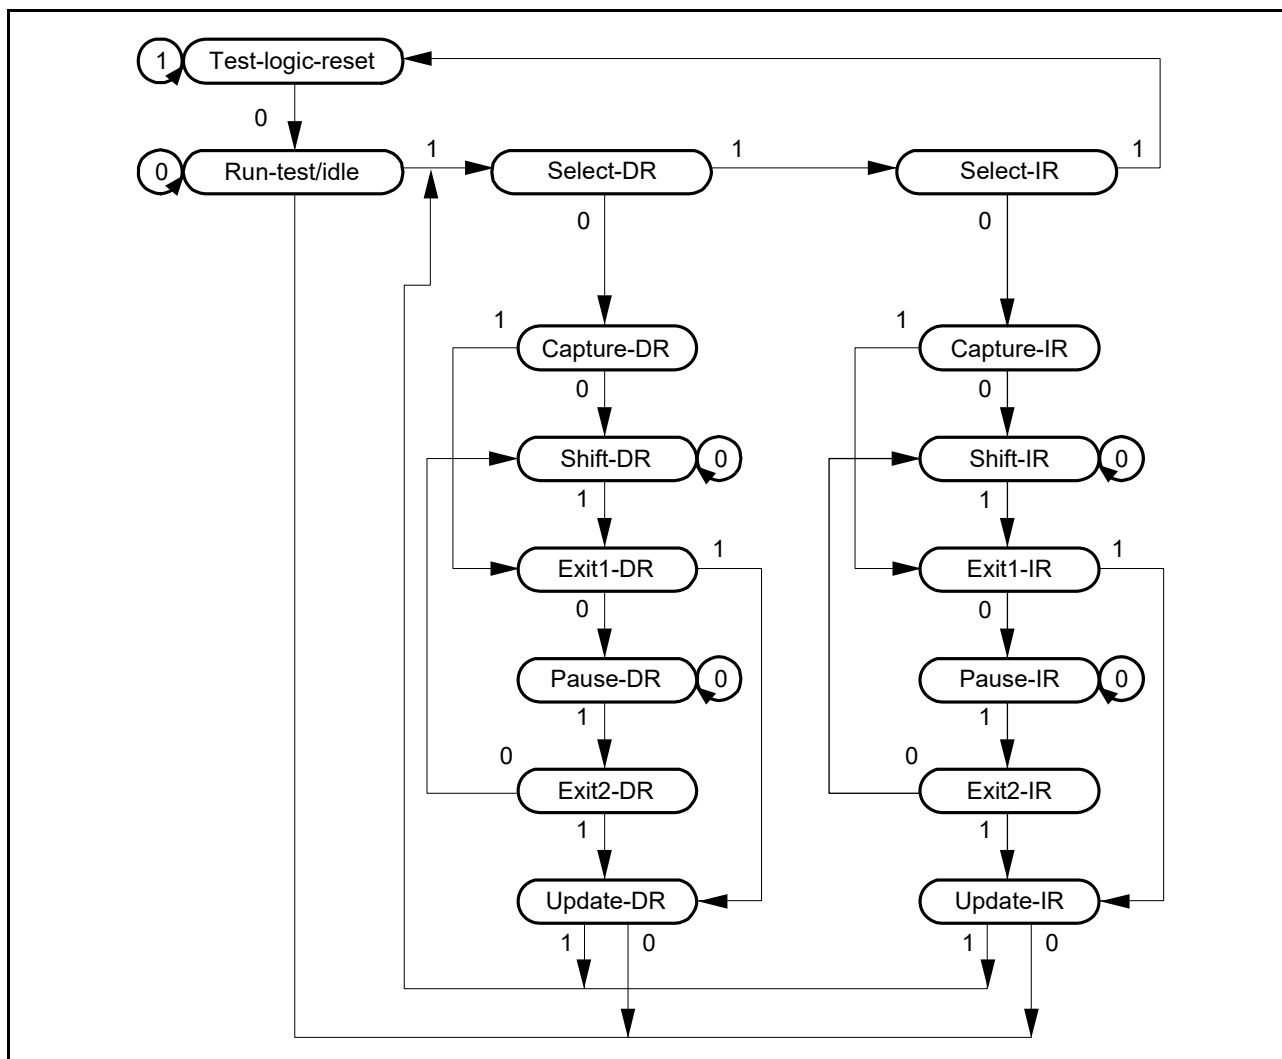 1
Test-logic-reset
0
0
Run-test/idle
1
Select-DR
1
Select-IR
1
0
0
1
Capture-DR
1
Capture-IR
0
0
Shift-DR
0
Shift-IR
0
1
1
Exit1-DR
1
Exit1-IR
1
0
0
Pause-DR
0
Pause-IR
0
1
1
0
Exit2-DR
0
Exit2-IR
1
1
Update-DR
Update-IR
1
0
1
0